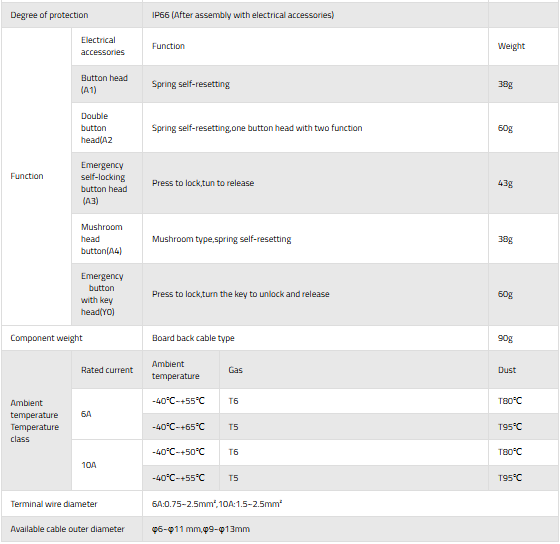 Degree of protection IP66 (After assembly with electrical accessories)
Electrical
accessories
Function
Weight
Function
Button head
(A1)
Spring self-resetting
38g
Double
button
head(A2
Spring self-resetting,one button head with two function
60g
Emergency
self-locking
button head
(A3)
Press to lock,tun to release
43g
Mushroom
head
button(A4)
Mushroom type,spring self-resetting
38g
Emergency
button
with key
head(Y0)
Press to lock,turn the key to unlock and release
60g
Component weight Board back cable type 90g
Ambient
temperature
Temperature
class
Rated current
Ambient
temperature
Gas
Dust
6A
-40℃~+55℃ T6 T80℃
-40℃~+65℃ T5 T95℃
10A
-40℃~+50℃ T6 T80℃
-40℃~+55℃ T5 T95℃
Terminal wire diameter 6A:0.75~2.5mm²,10A:1.5~2.5mm²
Available cable outer diameter φ6~φ11 mm,φ9~φ13mm